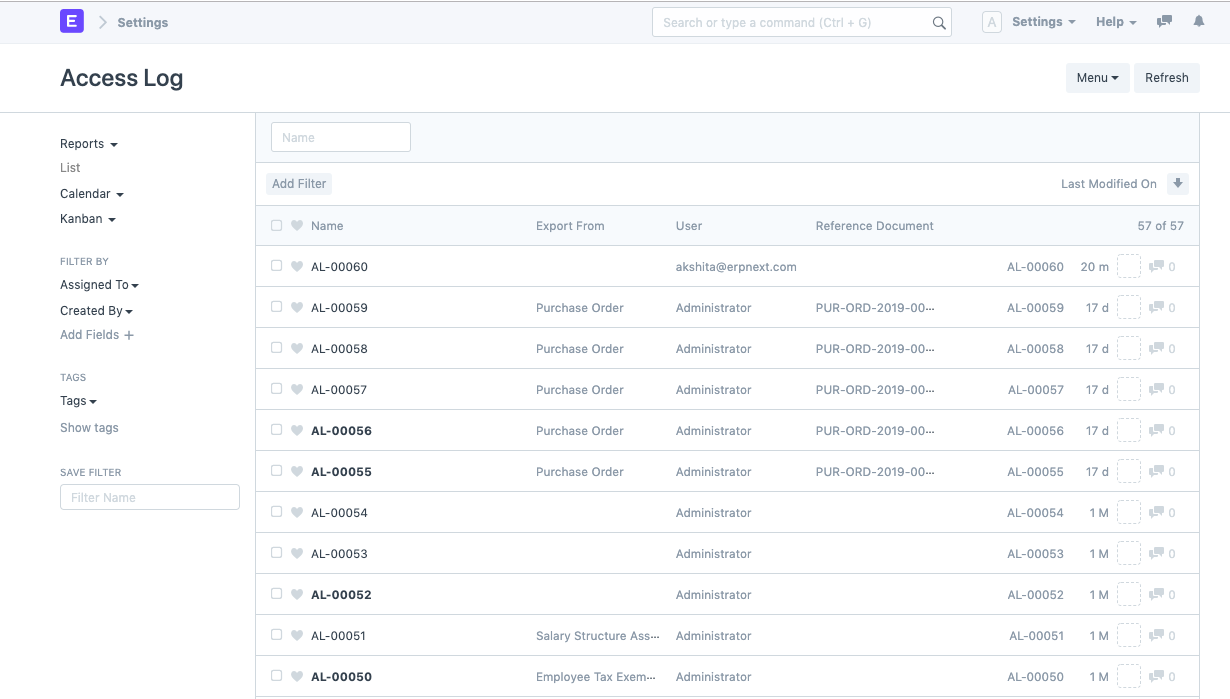 E Settings Search or type a command (Ctrl + G) A Settings Help
Access Log Menu Refresh
Reports
List
Calendar
Kanban
FILTER BY
Assigned To
Created By
Add Fields +
TAGS
Tags
Show tags
SAVE FILTER
Filter Name
Name
Add Filter Last Modified On
Name Export From User Reference Document 57 of 57
AL-00060 akshita@erpnext.com AL-00060 20 m 0
AL-00059 Purchase Order Administrator PUR-ORD-2019-00... AL-00059 17 d 0
AL-00058 Purchase Order Administrator PUR-ORD-2019-00... AL-00058 17 d 0
AL-00057 Purchase Order Administrator PUR-ORD-2019-00... AL-00057 17 d 0
AL-00056 Purchase Order Administrator PUR-ORD-2019-00... AL-00056 17 d 0
AL-00055 Purchase Order Administrator PUR-ORD-2019-00... AL-00055 17 d 0
AL-00054 Administrator AL-00054 1 M 0
AL-00053 Administrator AL-00053 1 M 0
AL-00052 Administrator AL-00052 1 M 0
AL-00051 Salary Structure Ass... Administrator AL-00051 1 M 0
AL-00050 Employee Tax Exem... Administrator AL-00050 1 M 0